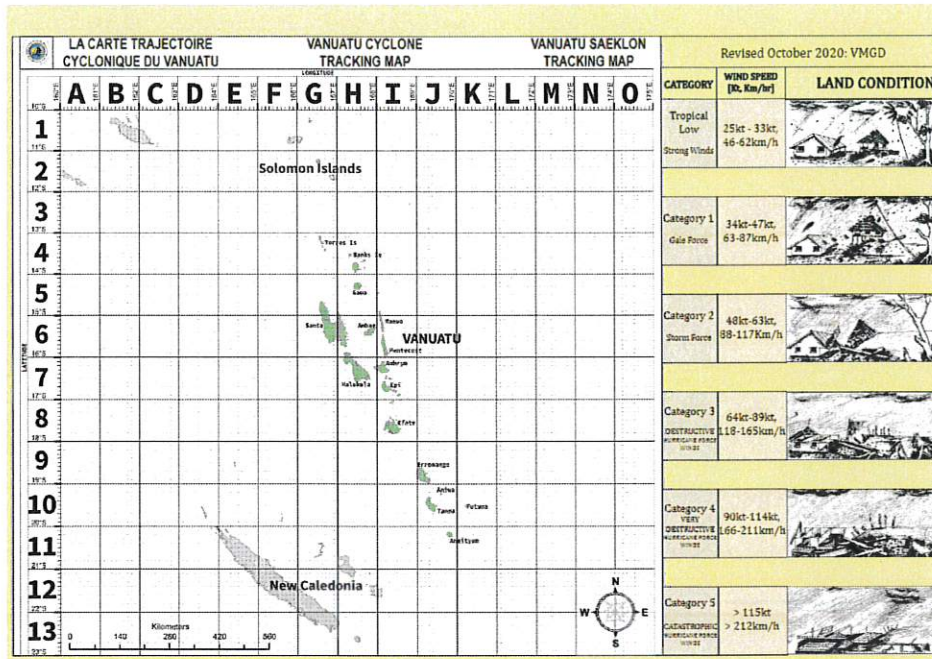 LA CARTE TRAJECTOIRE
CYCLONIQUE DU VANUATU
VANUATU CYCLONE
TRACKING MAP
VANUATU SAEKLON
TRACKING MAP
LONGITUDE
A B C D E F G H I J K L M N O
1
2
3
4
5
6
7
8
9
10
11
12
13
LATITUDE
Solomon Islands
Torres Is
Banks Is
Gaua
Santo
Ambae
Maewo
VANUATU
Pentecost
Ambrym
Malakula
Epi
Efate
Erromango
Aniwa
Tanna
Futuna
Aneityum
New Caledonia
Kilometers
0 140 280 420 560
N
W E
S
Revised October 2020: VMGD
CATEGORY
WIND SPEED
[Kt, Km/hr]
LAND CONDITION
Tropical
Low
Strong Winds
25kt - 33kt,
46-62km/h
Category 1
Gale Force
34kt-47kt,
63-87km/h
Category 2
Storm Force
48kt-63kt,
88-117Km/h
Category 3
DESTRUCTIVE
HURRICANE FORCE
WINDS
64kt-89kt,
118-165km/h
Category 4
VERY
DESTRUCTIVE
HURRICANE FORCE
WINDS
90kt-114kt,
166-211km/h
Category 5
CATASTROPHIC
HURRICANE FORCE
WINDS
> 115kt
> 212km/h